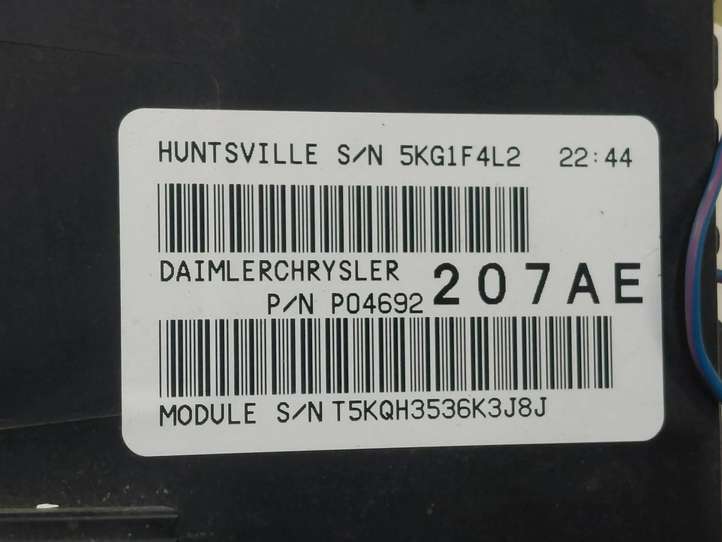 HUNTSVILLE S/N 5KG1F4L2 22:44
DAIMLERCHRYSLER
P/N P04692 207AE
MODULE S/N T5KQH3536K3J8J